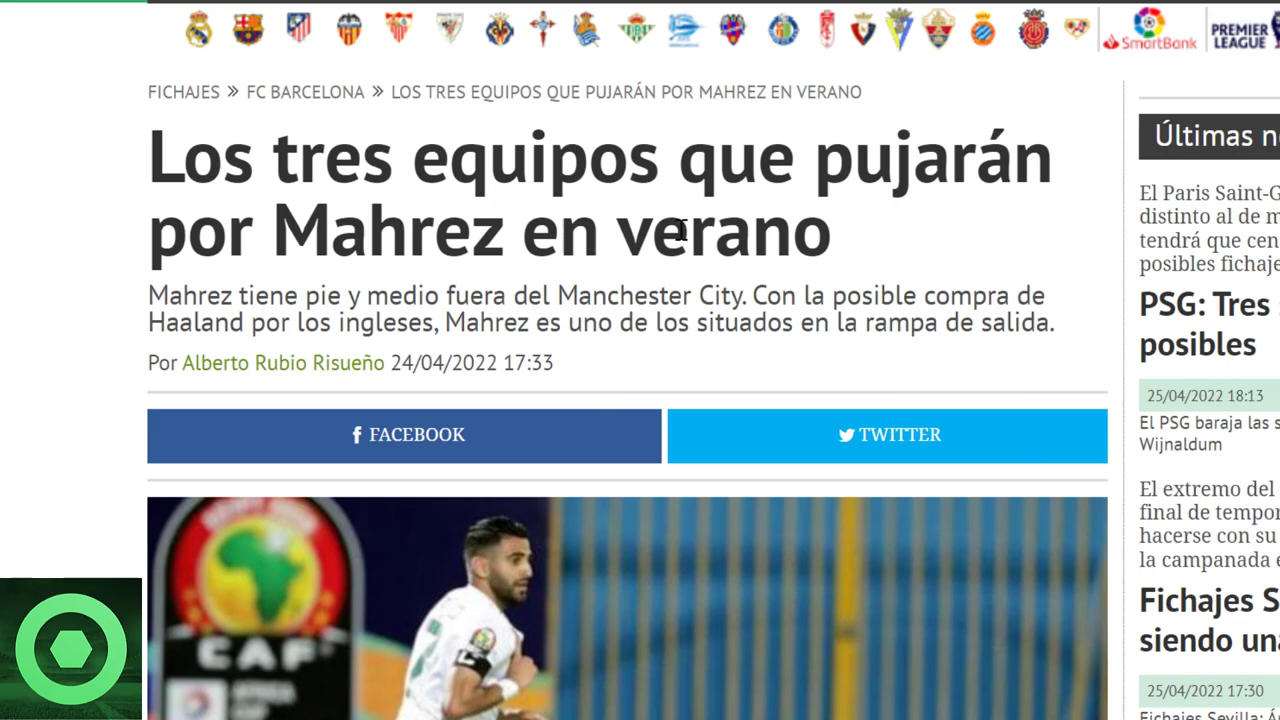 SmartBank
PREMIER
LEAGUE
FICHAJES » FC BARCELONA » LOS TRES EQUIPOS QUE PUJARÁN POR MAHREZ EN VERANO
Los tres equipos que pujarán
por Mahrez en verano
Mahrez tiene pie y medio fuera del Manchester City. Con la posible compra de
Haaland por los ingleses, Mahrez es uno de los situados en la rampa de salida.
Por Alberto Rubio Risueño 24/04/2022 17:33
FACEBOOK
TWITTER
CAF
Últimas n
El Paris Saint-G
distinto al de m
tendrá que cen
posibles fichaje
PSG: Tres
posibles
25/04/2022 18:13
El PSG baraja las s
Wijnaldum
El extremo del
final de tempor
hacerse con su
la campanada e
Fichajes S
siendo una
25/04/2022 17:30
Fichajes Sevilla: Á